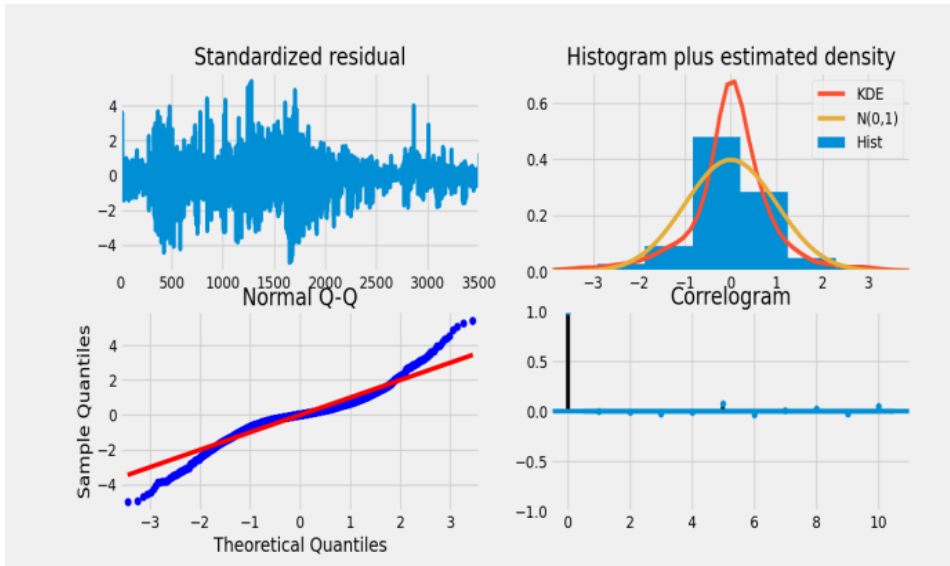 Standardized residual
4
2
0
−2
−4
0 500 1000 1500 2000 2500 3000 3500
Histogram plus estimated density
KDE
N(0,1)
Hist
0.6
0.4
0.2
0.0
−3 −2 −1 0 1 2 3
Normal Q-Q
Sample Quantiles
4
2
0
−2
−4
−3 −2 −1 0 1 2 3
Theoretical Quantiles
Correlogram
1.0
0.5
0.0
−0.5
−1.0
0 2 4 6 8 10